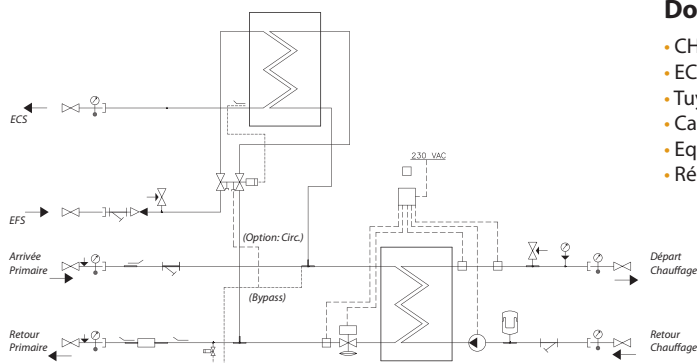 Do
• CH
• EC
• Tuy
• Ca
• Eq
• Ré
230 VAC
ECS
EFS
(Option: Circ.)
Arrivée
Primaire
Départ
Chauffage
(Bypass)
Retour
Primaire
Retour
Chauffage